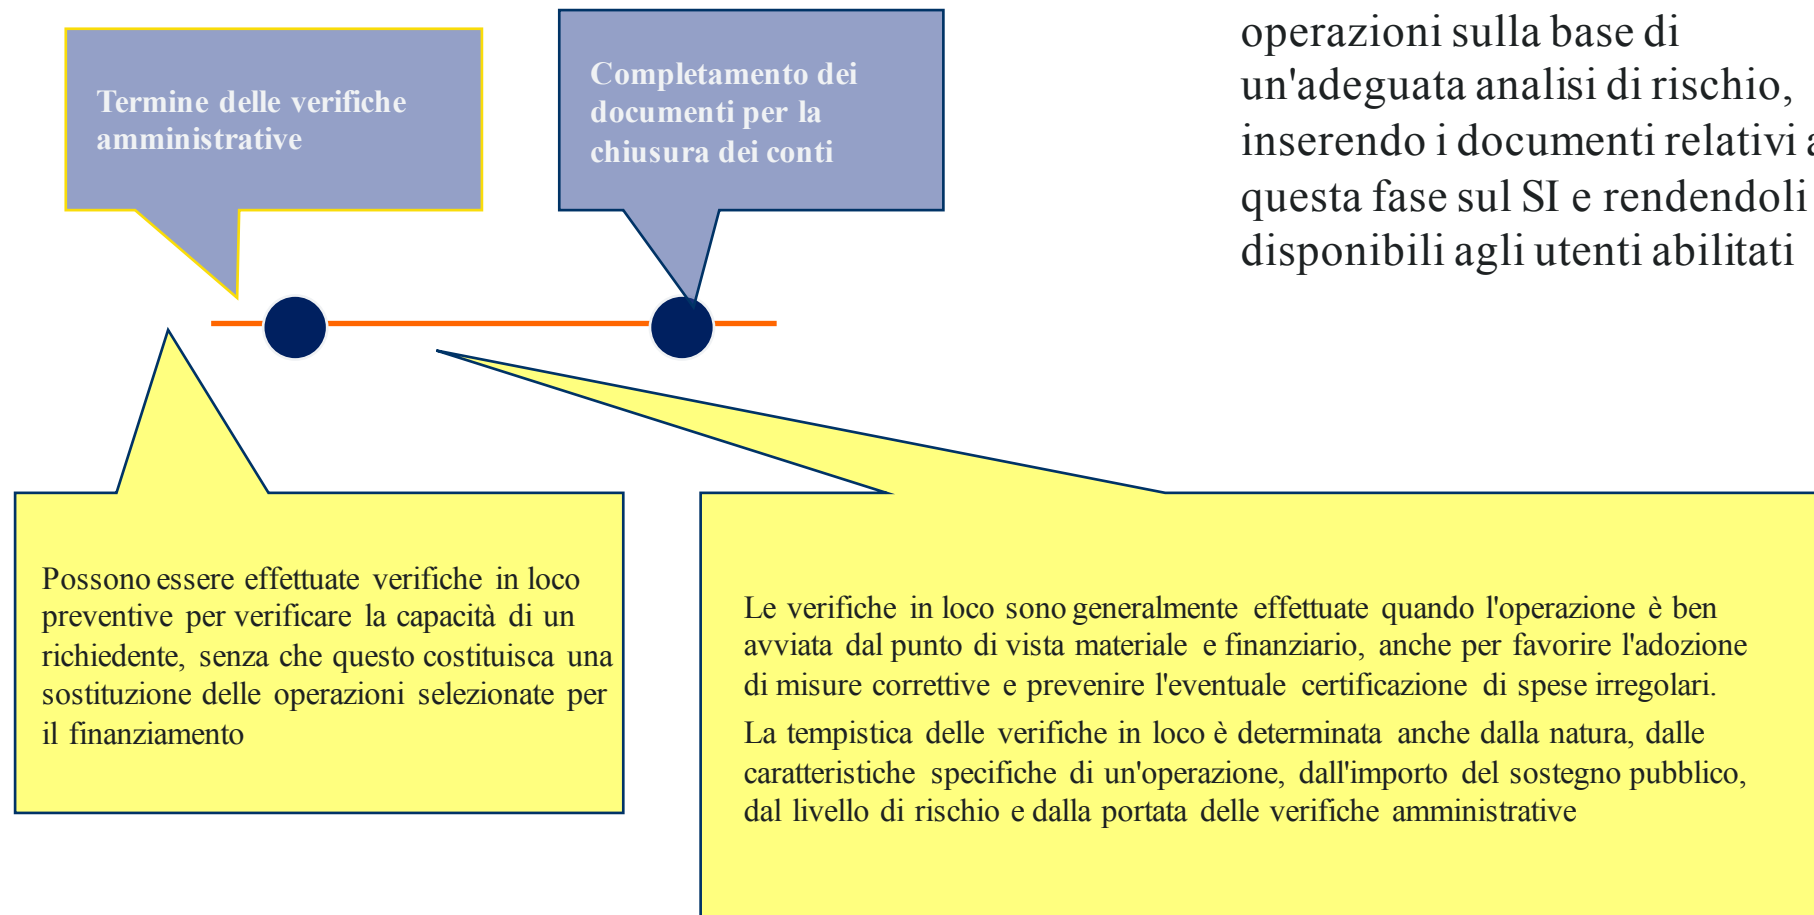 Termine delle verifiche
amministrative
Completamento dei
documenti per la
chiusura dei conti
operazioni sulla base di
un'adeguata analisi di rischio,
inserendo i documenti relativi a
questa fase sul SI e rendendoli
disponibili agli utenti abilitati
Possono essere effettuate verifiche in loco
preventive per verificare la capacità di un
richiedente, senza che questo costituisca una
sostituzione delle operazioni selezionate per
il finanziamento
Le verifiche in loco sono generalmente effettuate quando l'operazione è ben
avviata dal punto di vista materiale e finanziario, anche per favorire l'adozione
di misure correttive e prevenire l'eventuale certificazione di spese irregolari.
La tempistica delle verifiche in loco è determinata anche dalla natura, dalle
caratteristiche specifiche di un'operazione, dall'importo del sostegno pubblico,
dal livello di rischio e dalla portata delle verifiche amministrative